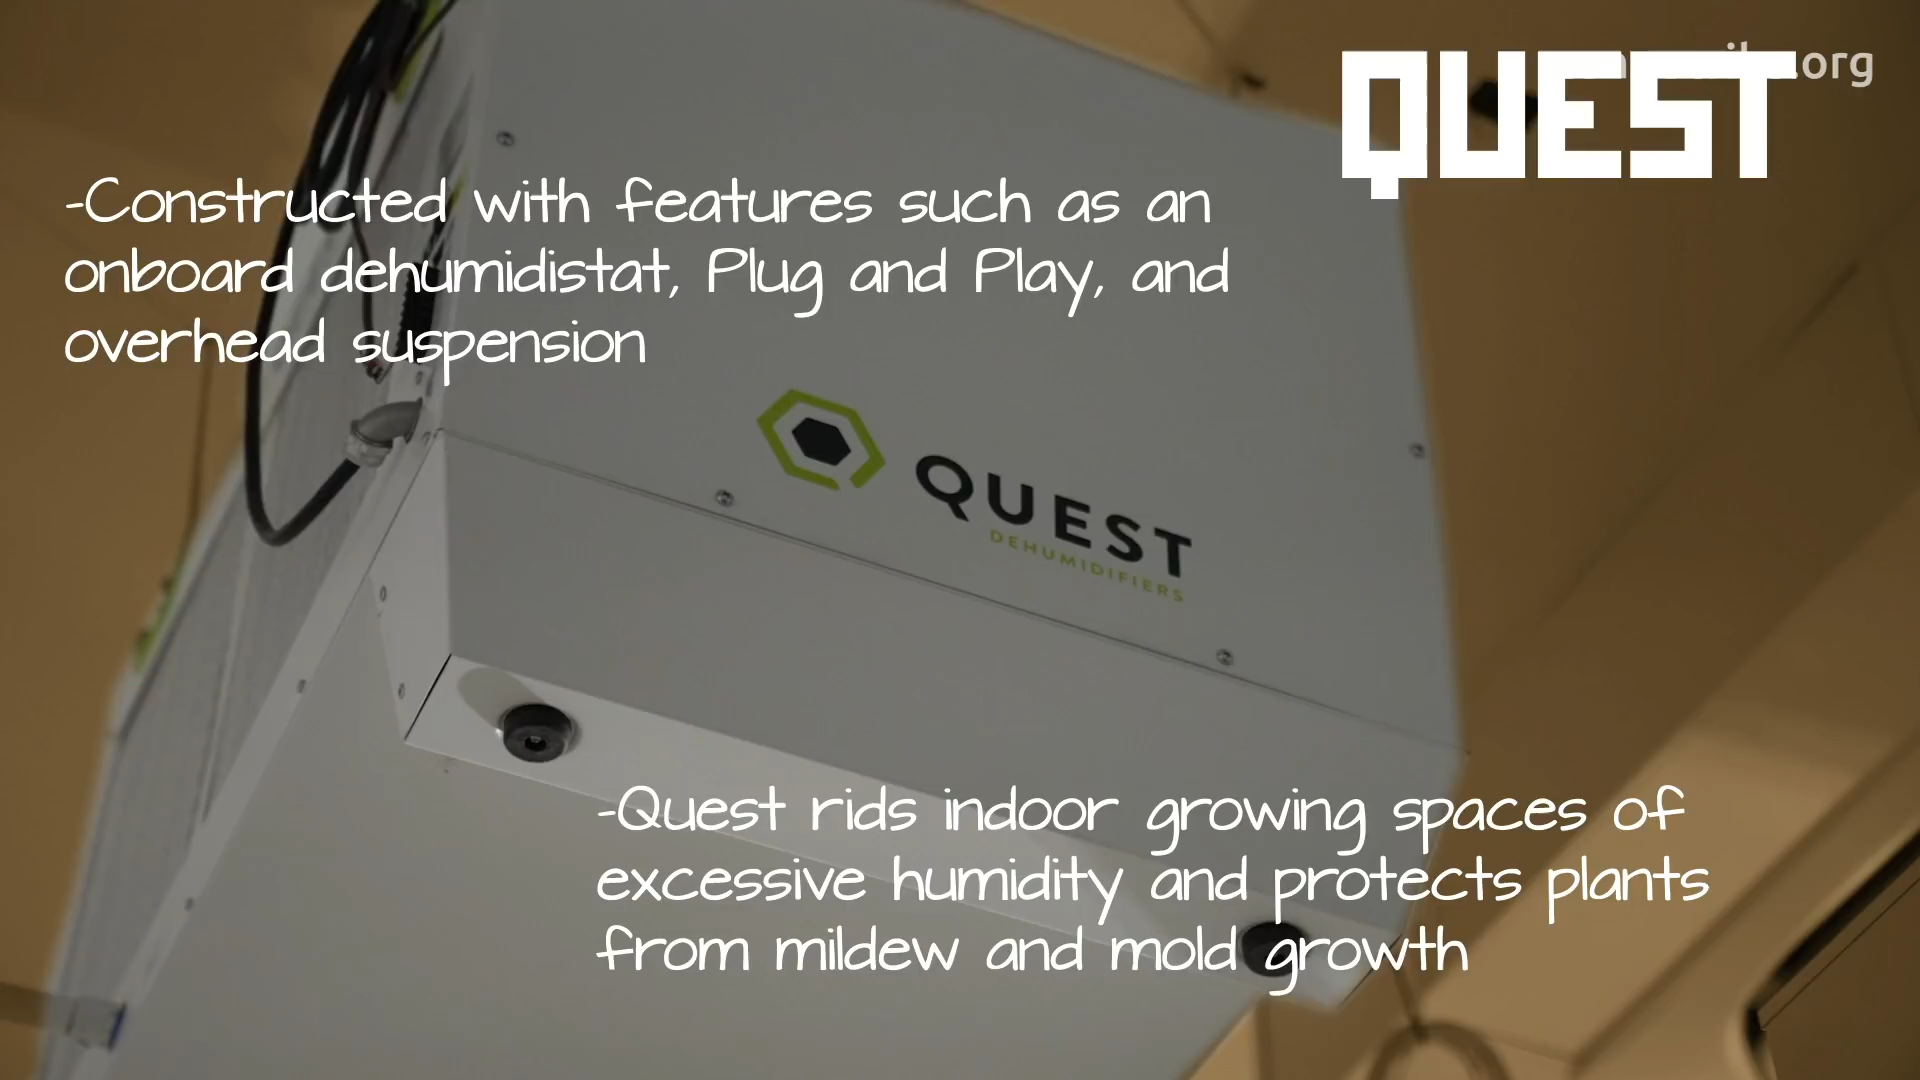 QUEST
.org
-Constructed with features such as an
onboard dehumidistat, Plug and Play, and
overhead suspension
QUEST
DEHUMIDIFIERS
-Quest rids indoor growing spaces of
excessive humidity and protects plants
from mildew and mold growth